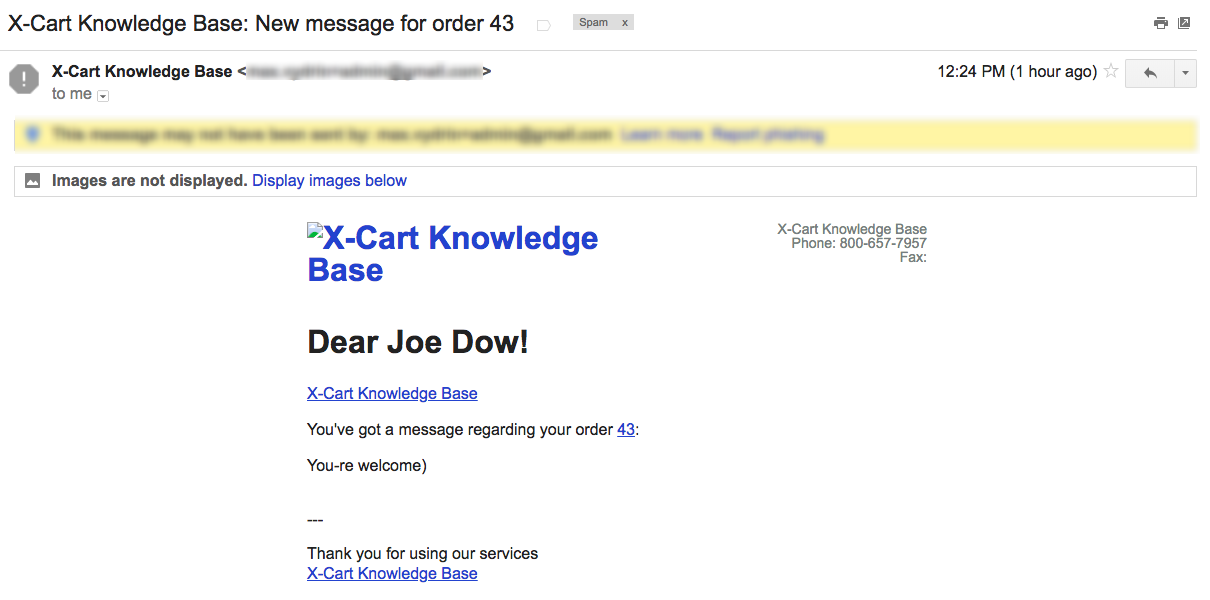 X-Cart Knowledge Base: New message for order 43
Spam x
X-Cart Knowledge Base < >
12:24 PM (1 hour ago)
to me
Images are not displayed. Display images below
X-Cart Knowledge
Base
X-Cart Knowledge Base
Phone: 800-657-7957
Fax:
Dear Joe Dow!
X-Cart Knowledge Base
You've got a message regarding your order 43:
You-re welcome)
---
Thank you for using our services
X-Cart Knowledge Base